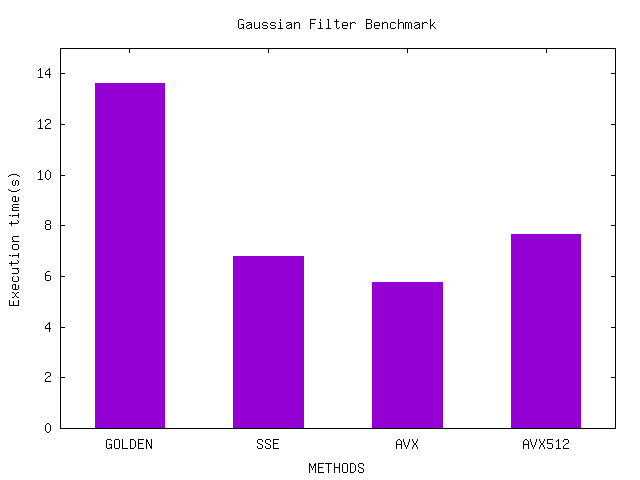 Gaussian Filter Benchmark
14
12
10
8
6
4
2
0
Execution time(s)
GOLDEN SSE AVX AVX512
METHODS